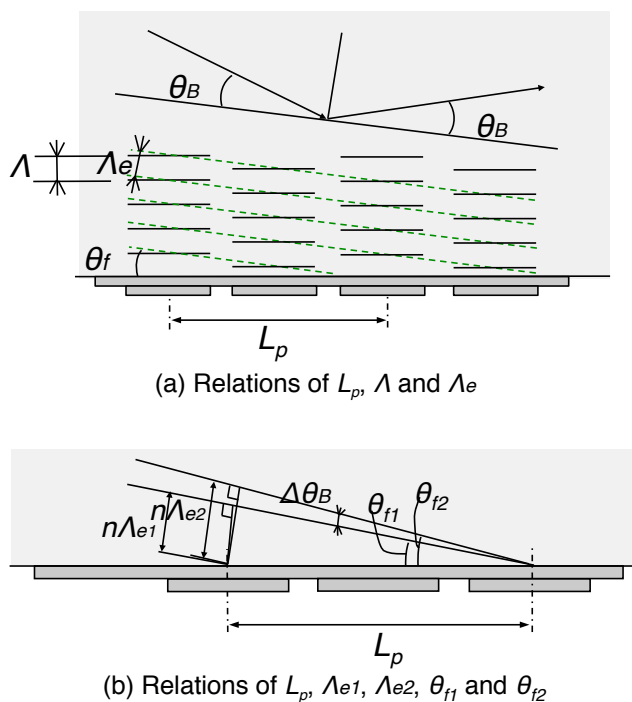 θB
θB
Λ
Λe
θf
Lp
(a) Relations of Lp, Λ and Λe
nΛe1
nΛe2
ΔθB
θf1
θf2
Lp
(b) Relations of Lp, Λe1, Λe2, θf1 and θf2